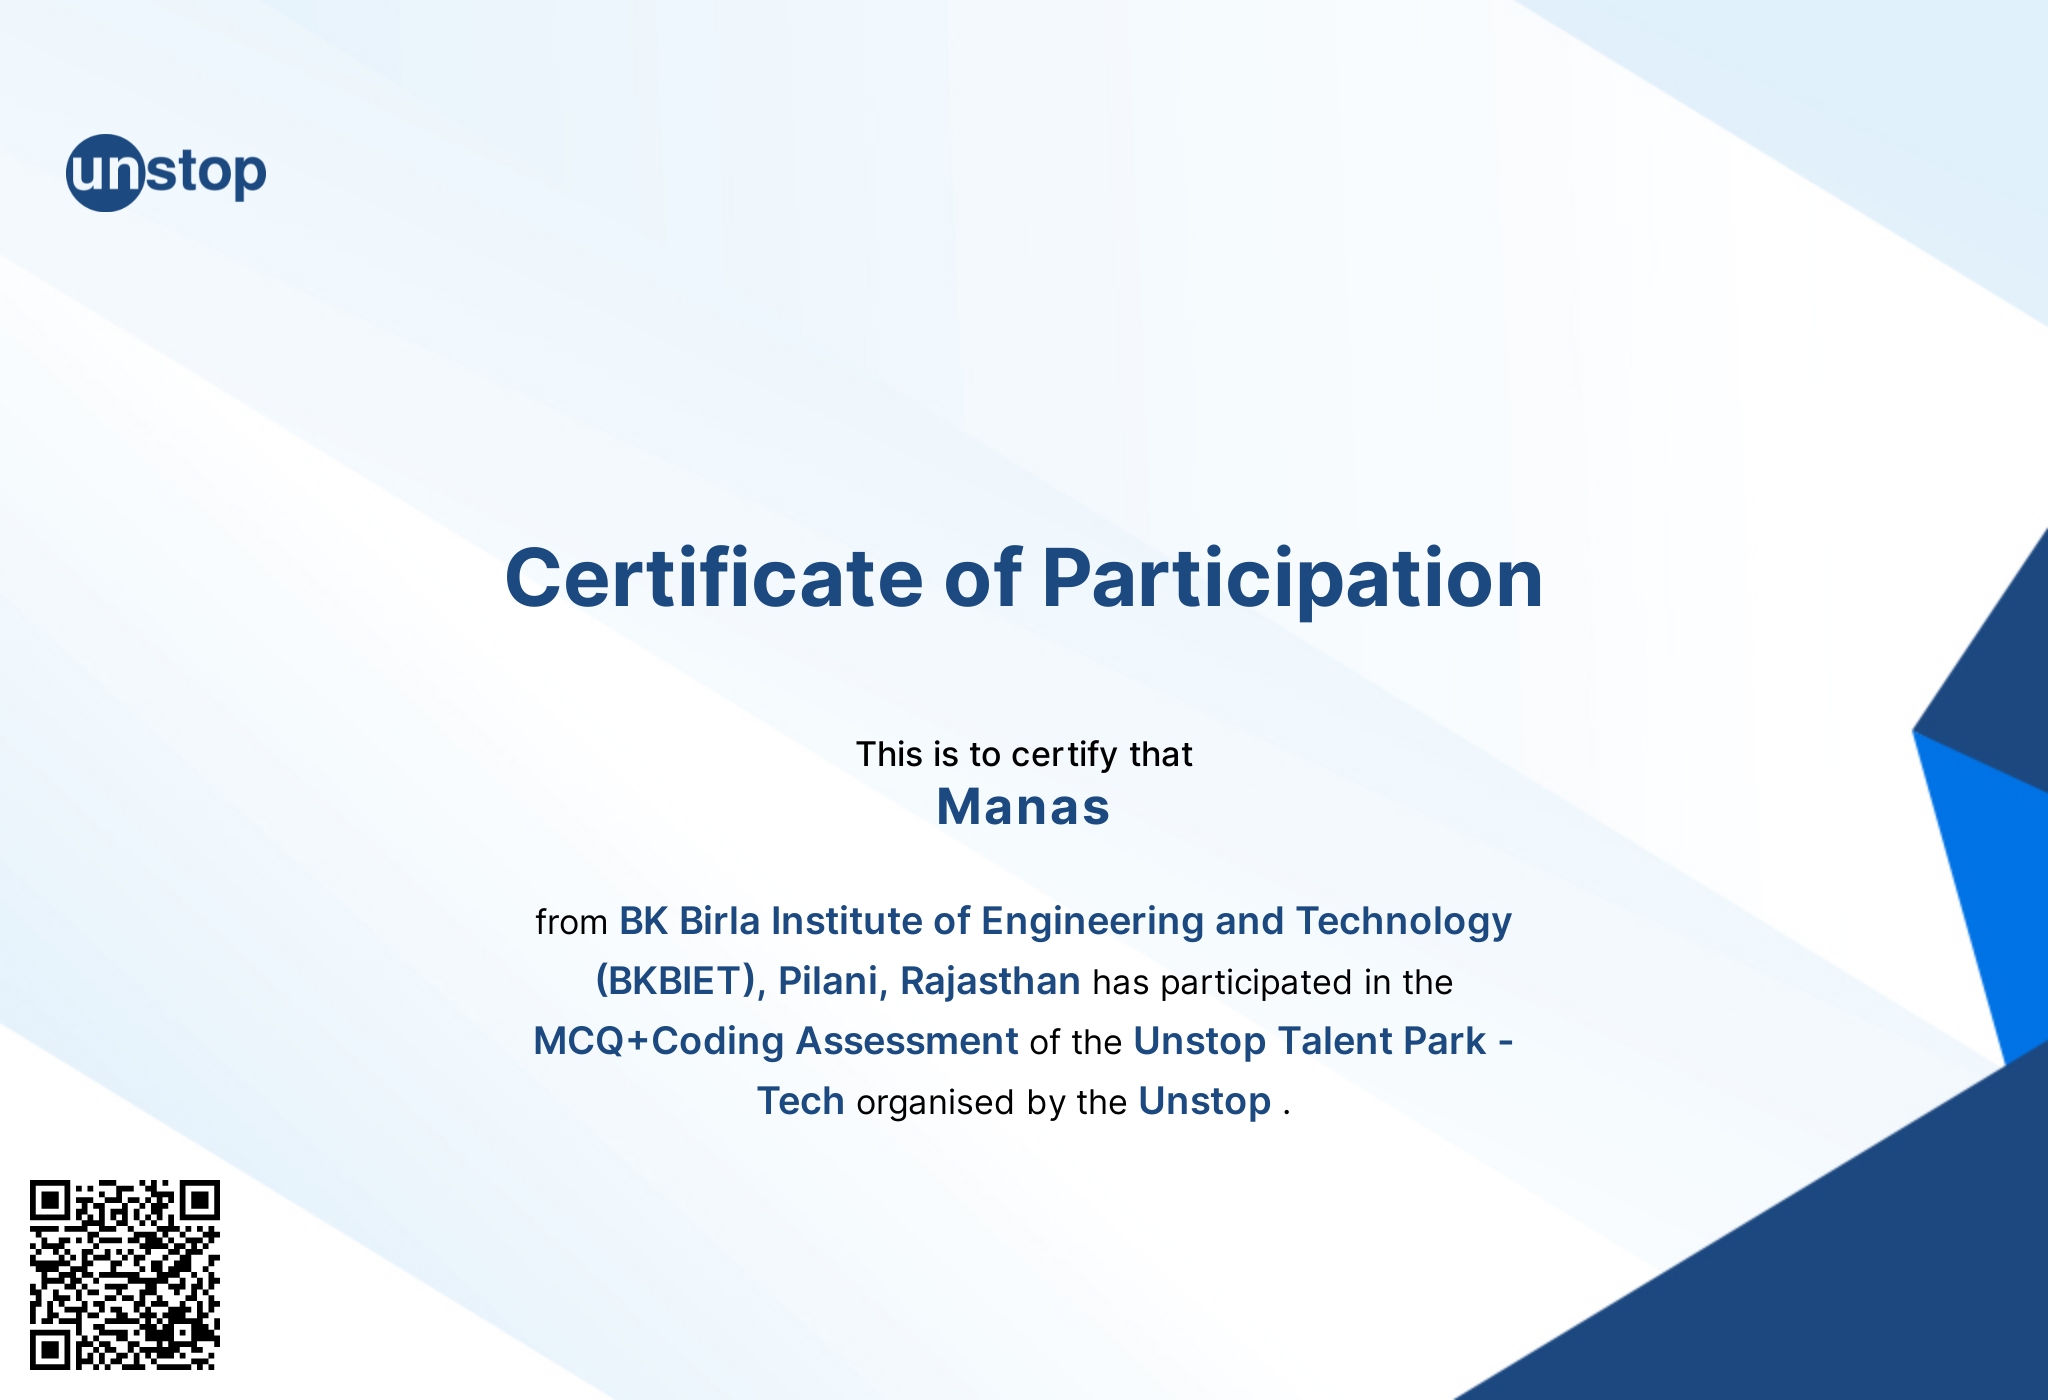 unstop
Certificate of Participation
This is to certify that
Manas
from BK Birla Institute of Engineering and Technology
(BKBIET), Pilani, Rajasthan has participated in the
MCQ+Coding Assessment of the Unstop Talent Park -
Tech organised by the Unstop .